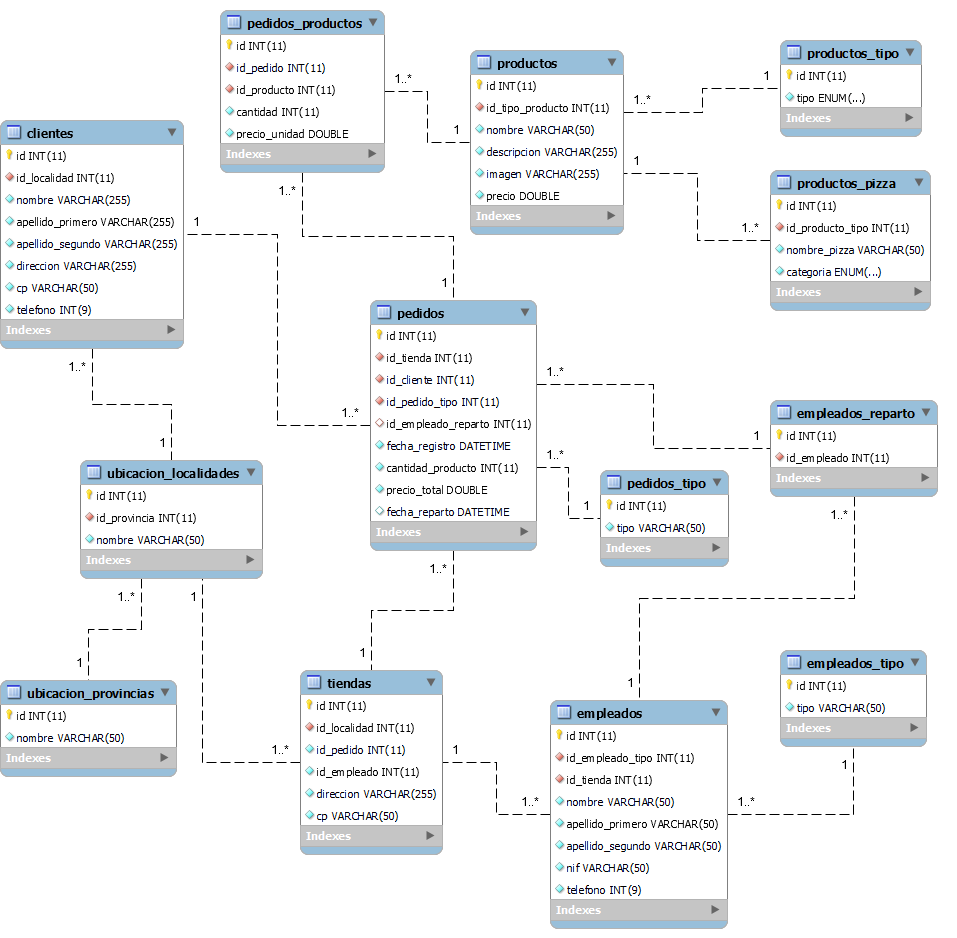 pedidos_productos
id INT(11)
id_pedido INT(11)
id_producto INT(11)
cantidad INT(11)
precio_unidad DOUBLE
Indexes
productos
id INT(11)
id_tipo_producto INT(11)
nombre VARCHAR(50)
descripcion VARCHAR(255)
imagen VARCHAR(255)
precio DOUBLE
Indexes
productos_tipo
id INT(11)
tipo ENUM(...)
Indexes
productos_pizza
id INT(11)
id_producto_tipo INT(11)
nombre_pizza VARCHAR(50)
categoria ENUM(...)
Indexes
clientes
id INT(11)
id_localidad INT(11)
nombre VARCHAR(255)
apellido_primero VARCHAR(255)
apellido_segundo VARCHAR(255)
direccion VARCHAR(255)
cp VARCHAR(50)
telefono INT(9)
Indexes
pedidos
id INT(11)
id_tienda INT(11)
id_cliente INT(11)
id_pedido_tipo INT(11)
id_empleado_reparto INT(11)
fecha_registro DATETIME
cantidad_producto INT(11)
precio_total DOUBLE
fecha_reparto DATETIME
Indexes
empleados_reparto
id INT(11)
id_empleado INT(11)
Indexes
pedidos_tipo
id INT(11)
tipo VARCHAR(50)
Indexes
ubicacion_localidades
id INT(11)
id_provincia INT(11)
nombre VARCHAR(50)
Indexes
ubicacion_provincias
id INT(11)
nombre VARCHAR(50)
Indexes
tiendas
id INT(11)
id_localidad INT(11)
id_pedido INT(11)
id_empleado INT(11)
direccion VARCHAR(255)
cp VARCHAR(50)
Indexes
empleados
id INT(11)
id_empleado_tipo INT(11)
id_tienda INT(11)
nombre VARCHAR(50)
apellido_primero VARCHAR(50)
apellido_segundo VARCHAR(50)
nif VARCHAR(50)
telefono INT(9)
Indexes
empleados_tipo
id INT(11)
tipo VARCHAR(50)
Indexes
1..*
1
1..*
1
1
1..*
1..*
1
1
1..*
1..*
1
1..*
1
1..*
1
1..*
1
1
1..*
1..*
1
1..*
1
1
1..*
1..*
1